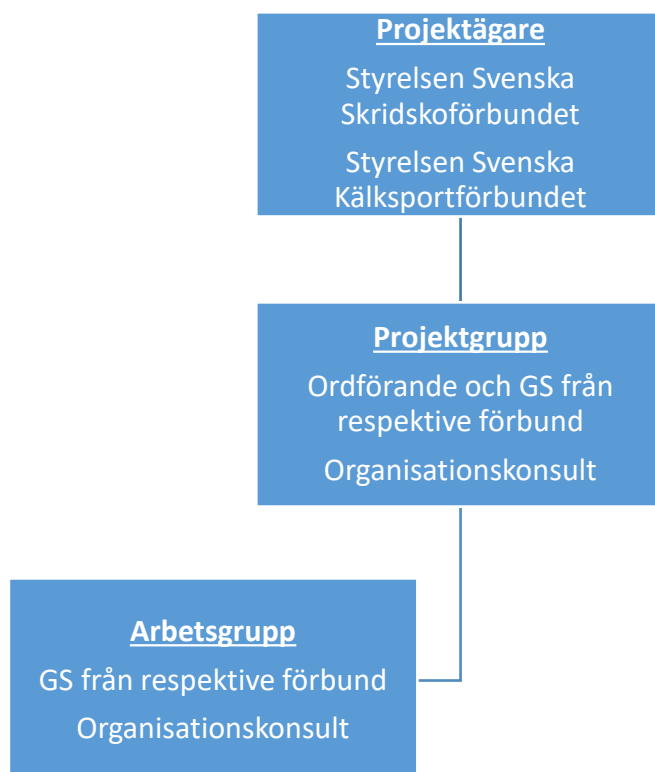 Projektägare
Styrelsen Svenska
Skridskoförbundet
Styrelsen Svenska
Kälksportförbundet
Projektgrupp
Ordförande och GS från
respektive förbund
Organisationskonsult
Arbetsgrupp
GS från respektive förbund
Organisationskonsult